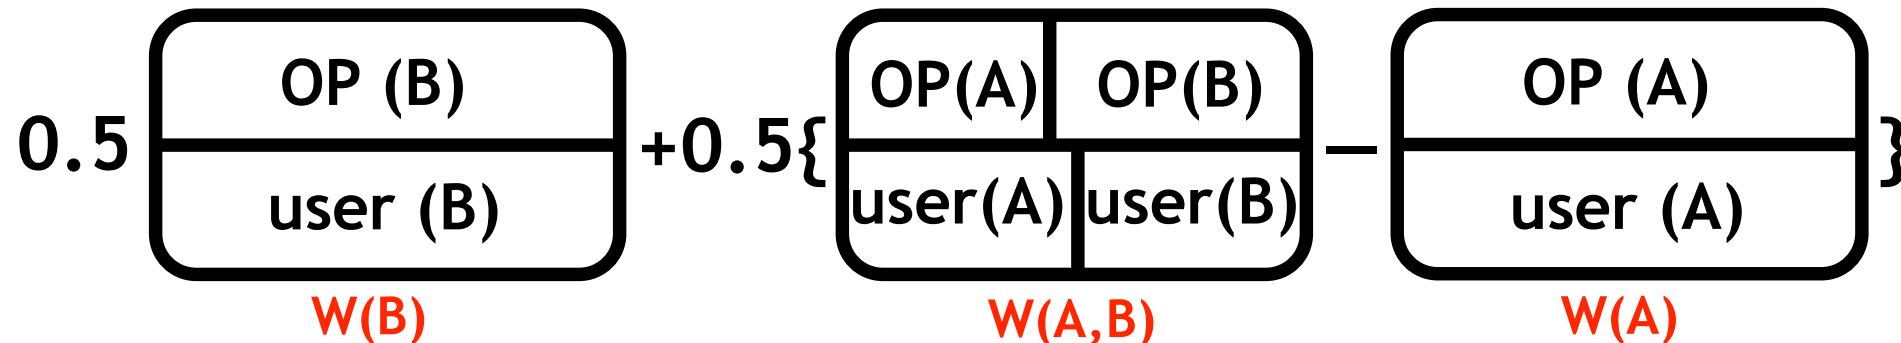 OP (B) OP(A) OP(B) OP (A)
0.5 +0.5{ — }
user (B) user(A) user(B) user (A)
W(B) W(A,B) W(A)